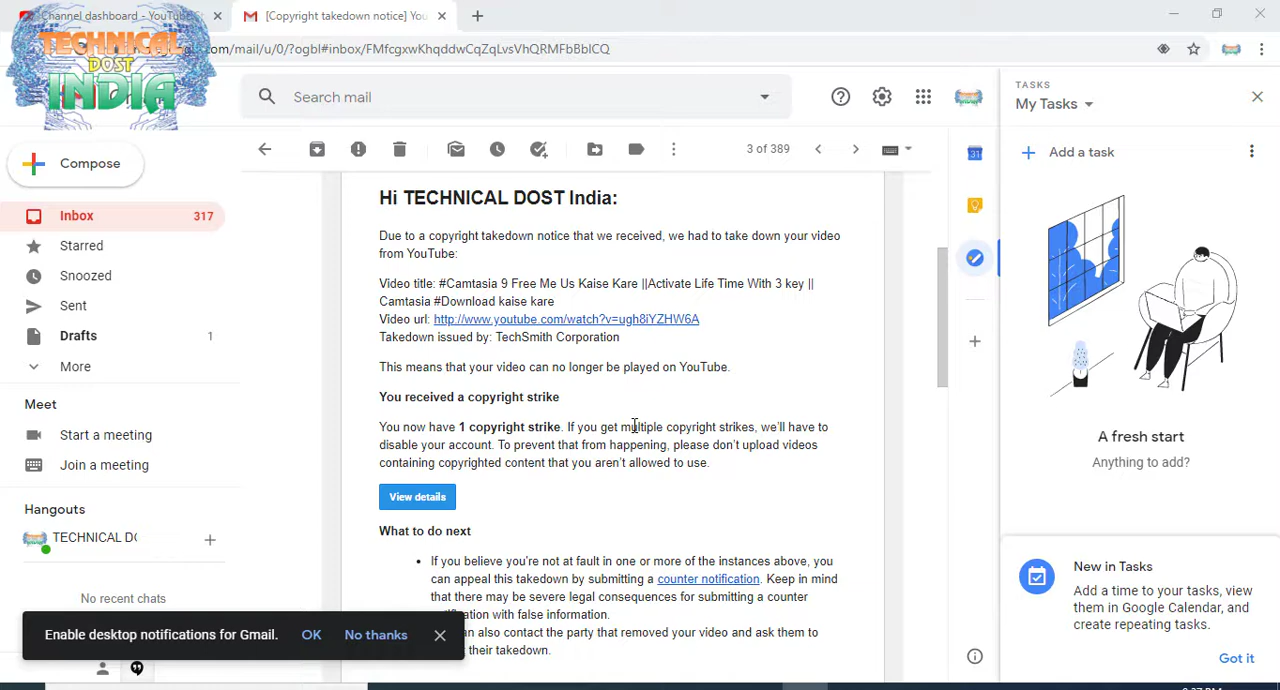 Channel dashboard - YouTube
[Copyright takedown notice] You
TECHNICAL
DOST
INDIA
com/mail/u/0/?ogbl#inbox/FMfcgxwKhqddwCqZqLvsVhQRMFbBblCQ
Search mail
TASKS
My Tasks
Compose
3 of 389
31
Add a task
Inbox 317
Starred
Snoozed
Sent
Drafts 1
More
Meet
Start a meeting
Join a meeting
Hangouts
TECHNICAL DO
No recent chats
Hi TECHNICAL DOST India:
Due to a copyright takedown notice that we received, we had to take down your video
from YouTube:
Video title: #Camtasia 9 Free Me Us Kaise Kare ||Activate Life Time With 3 key ||
Camtasia #Download kaise kare
Video url: http://www.youtube.com/watch?v=ugh8iYZHW6A
Takedown issued by: TechSmith Corporation
This means that your video can no longer be played on YouTube.
You received a copyright strike
You now have 1 copyright strike. If you get multiple copyright strikes, we’ll have to
disable your account. To prevent that from happening, please don’t upload videos
containing copyrighted content that you aren’t allowed to use.
View details
What to do next
• If you believe you’re not at fault in one or more of the instances above, you
can appeal this takedown by submitting a counter notification. Keep in mind
that there may be severe legal consequences for submitting a counter
with false information.
also contact the party that removed your video and ask them to
their takedown.
Enable desktop notifications for Gmail. OK No thanks
A fresh start
Anything to add?
New in Tasks
Add a time to your tasks, view
them in Google Calendar, and
create repeating tasks.
Got it